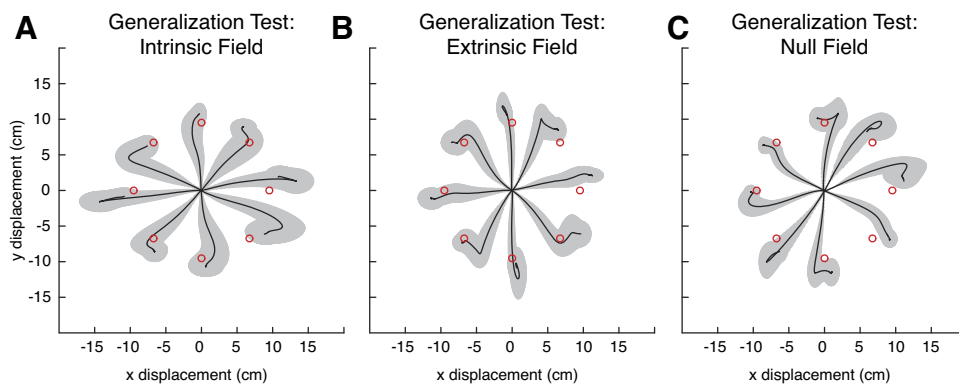 A
Generalization Test:
Intrinsic Field
B
Generalization Test:
Extrinsic Field
C
Generalization Test:
Null Field
y displacement (cm)
15
10
5
0
-5
-10
-15
-15 -10 -5 0 5 10 15
x displacement (cm)
-15 -10 -5 0 5 10 15
x displacement (cm)
-15 -10 -5 0 5 10 15
x displacement (cm)